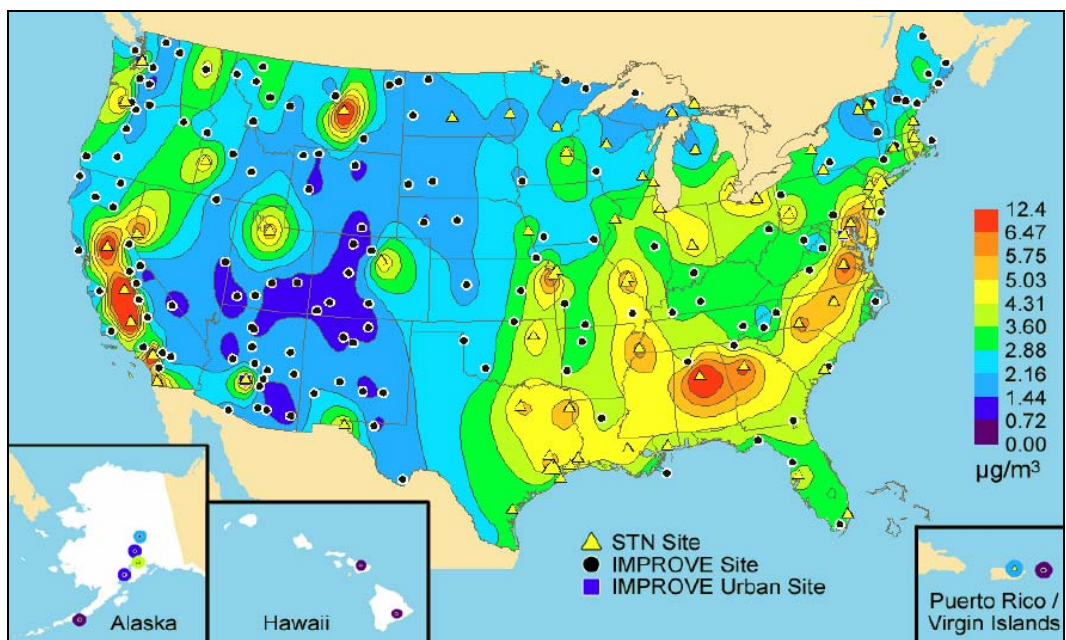 12.4
6.47
5.75
5.03
4.31
3.60
2.88
2.16
1.44
0.72
0.00
µg/m³
STN Site
IMPROVE Site
IMPROVE Urban Site
Alaska
Hawaii
Puerto Rico /
Virgin Islands